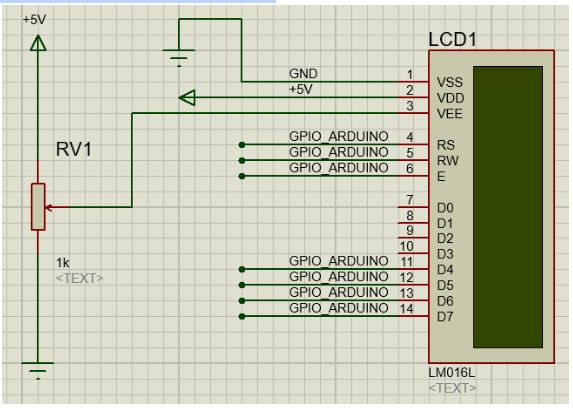 +5V
LCD1
GND
1
VSS
+5V
2
VDD
3
VEE
GPIO_ARDUINO
4
RS
GPIO_ARDUINO
5
RW
GPIO_ARDUINO
6
E
RV1
7
D0
8
D1
9
D2
10
D3
1k
GPIO_ARDUINO
11
D4
<TEXT>
GPIO_ARDUINO
12
D5
GPIO_ARDUINO
13
D6
GPIO_ARDUINO
14
D7
LM016L
<TEXT>